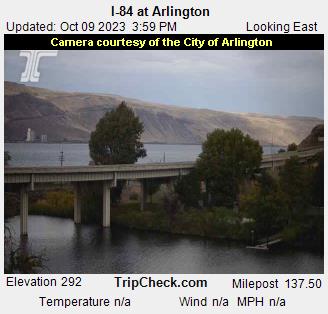 I-84 at Arlington
Updated: Oct 09 2023 3:59 PM Looking East
Camera courtesy of the City of Arlington
Elevation 292 TripCheck.com Milepost 137.50
Temperature n/a Wind n/a MPH n/a